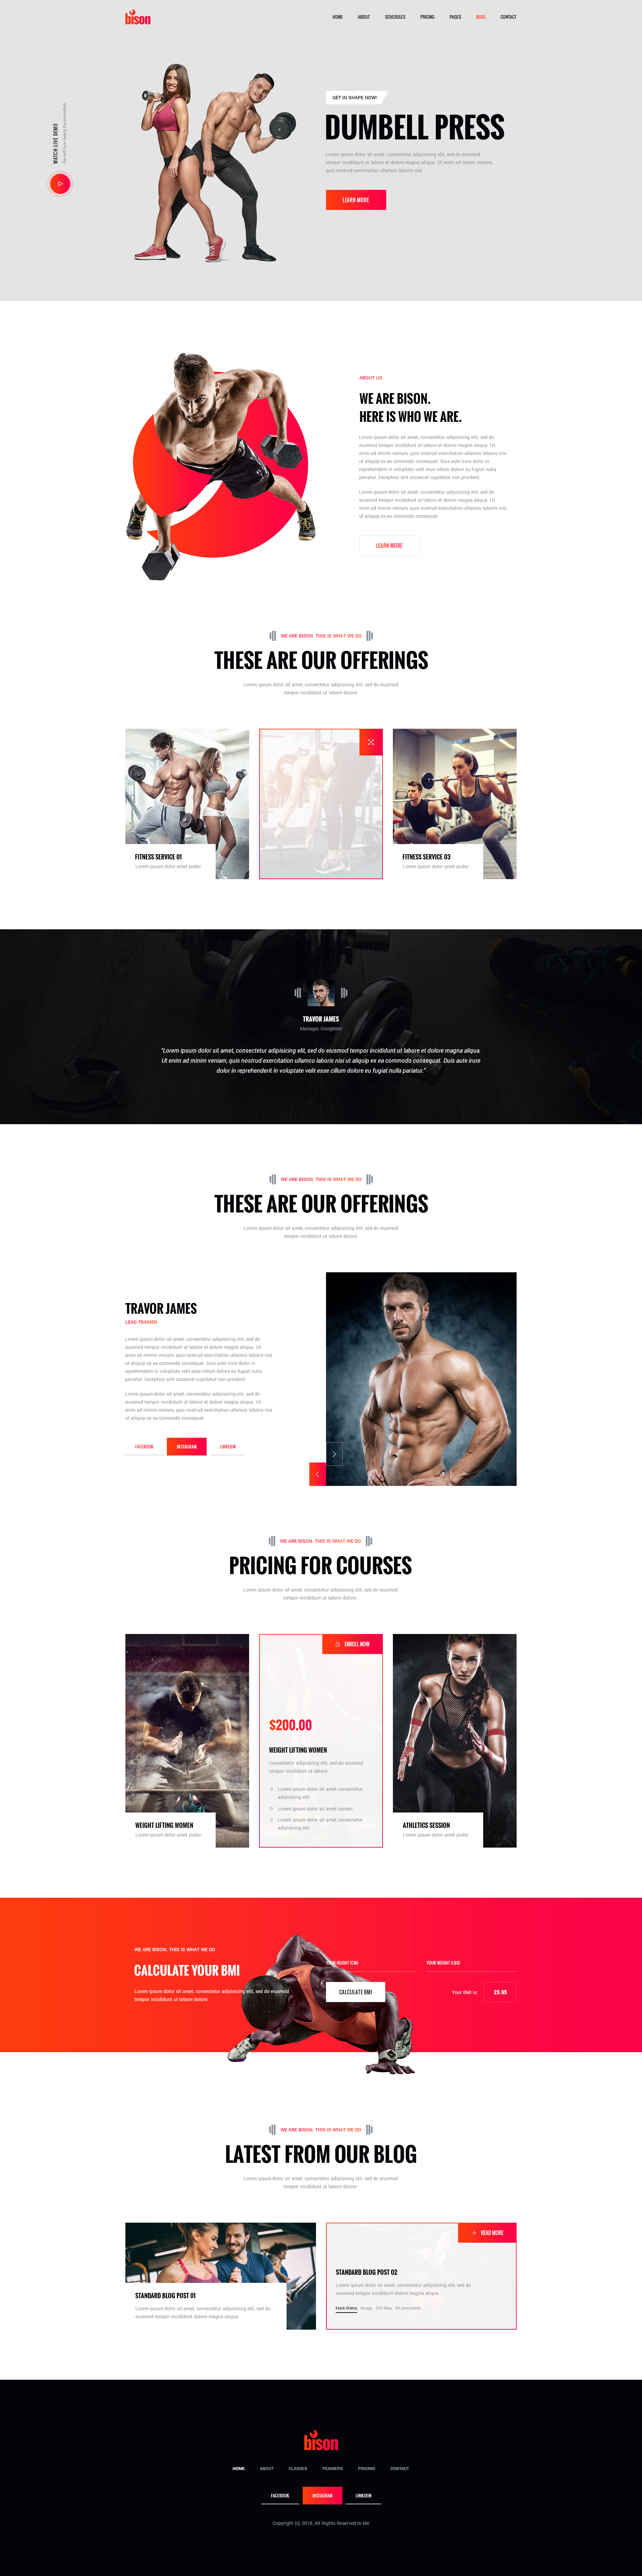 bison
HOME ABOUT SCHEDULES PRICING PAGES BLOG CONTACT
WATCH LIVE DEMO
GET IN SHAPE NOW!
DUMBELL PRESS
Lorem ipsum dolor sit amet, consectetur adipisicing elit, sed do eiusmod
tempor incididunt ut labore et dolore magna aliqua. Ut enim ad minim veniam,
quis nostrud exercitation ullamco laboris nisi
LEARN MORE
ABOUT US
WE ARE BISON.
HERE IS WHO WE ARE.
Lorem ipsum dolor sit amet, consectetur adipisicing elit, sed do
eiusmod tempor incididunt ut labore et dolore magna aliqua. Ut
enim ad minim veniam, quis nostrud exercitation ullamco laboris nisi
ut aliquip ex ea commodo consequat. Duis aute irure dolor in
reprehenderit in voluptate velit esse cillum dolore eu fugiat nulla
pariatur. Excepteur sint occaecat cupidatat non proident.
Lorem ipsum dolor sit amet, consectetur adipisicing elit, sed do
eiusmod tempor incididunt ut labore et dolore magna aliqua. Ut
enim ad minim veniam, quis nostrud exercitation ullamco laboris nisi
ut aliquip ex ea commodo consequat.
LEARN MORE
WE ARE BISON. THIS IS WHAT WE DO
THESE ARE OUR OFFERINGS
Lorem ipsum dolor sit amet, consectetur adipisicing elit, sed do eiusmod
tempor incididunt ut labore dolore.
FITNESS SERVICE 01
Lorem ipsum dolor amet psdor
FITNESS SERVICE 03
Lorem ipsum dolor amet psdor
TRAVOR JAMES
Manager, Googleinc
"Lorem ipsum dolor sit amet, consectetur adipisicing elit, sed do eiusmod tempor incididunt ut labore et dolore magna aliqua.
Ut enim ad minim veniam, quis nostrud exercitation ullamco laboris nisi ut aliquip ex ea commodo consequat. Duis aute irure
dolor in reprehenderit in voluptate velit esse cillum dolore eu fugiat nulla pariatur."
WE ARE BISON. THIS IS WHAT WE DO
THESE ARE OUR OFFERINGS
Lorem ipsum dolor sit amet, consectetur adipisicing elit, sed do eiusmod
tempor incididunt ut labore dolore.
TRAVOR JAMES
LEAD TRAINER
Lorem ipsum dolor sit amet, consectetur adipisicing elit, sed do
eiusmod tempor incididunt ut labore et dolore magna aliqua. Ut
enim ad minim veniam, quis nostrud exercitation ullamco laboris nisi
ut aliquip ex ea commodo consequat. Duis aute irure dolor in
reprehenderit in voluptate velit esse cillum dolore eu fugiat nulla
pariatur. Excepteur sint occaecat cupidatat non proident.
Lorem ipsum dolor sit amet, consectetur adipisicing elit, sed do
eiusmod tempor incididunt ut labore et dolore magna aliqua. Ut
enim ad minim veniam, quis nostrud exercitation ullamco laboris nisi
ut aliquip ex ea commodo consequat.
FACEBOOK INSTAGRAM LINKEDIN
WE ARE BISON. THIS IS WHAT WE DO
PRICING FOR COURSES
Lorem ipsum dolor sit amet, consectetur adipisicing elit, sed do eiusmod
tempor incididunt ut labore dolore.
WEIGHT LIFTING WOMEN
Lorem ipsum dolor amet psdor
ENROLL NOW
$200.00
WEIGHT LIFTING WOMEN
Consectetur adipisicing elit, sed do eiusmod
tempor incididunt ut labore.
Lorem ipsum dolor sit amet consectetur
adipisicing elit.
Lorem ipsum dolor sit amet consec.
Lorem ipsum dolor sit amet consectetur
adipisicing elit.
ATHLETICS SESSION
Lorem ipsum dolor amet psdor
WE ARE BISON. THIS IS WHAT WE DO
CALCULATE YOUR BMI
Lorem ipsum dolor sit amet, consectetur adipisicing elit, sed do eiusmod
tempor incididunt ut labore dolore.
YOUR HEIGHT (CM)
YOUR WEIGHT (LBS)
CALCULATE BMI
Your BMI is: 25.65
WE ARE BISON. THIS IS WHAT WE DO
LATEST FROM OUR BLOG
Lorem ipsum dolor sit amet, consectetur adipisicing elit, sed do eiusmod
tempor incididunt ut labore dolore.
STANDARD BLOG POST 01
Lorem ipsum dolor sit amet, consectetur adipisicing elit, sed do
eiusmod tempor incididunt dolore magna aliqua.
READ MORE
STANDARD BLOG POST 02
Lorem ipsum dolor sit amet, consectetur adipisicing elit, sed do
eiusmod tempor incididunt dolore magna aliqua.
bison
HOME ABOUT CLASSES TRAINERS PRICING CONTACT
FACEBOOK INSTAGRAM LINKEDIN
Copyright (c) 2018, All Rights Reserved to Me